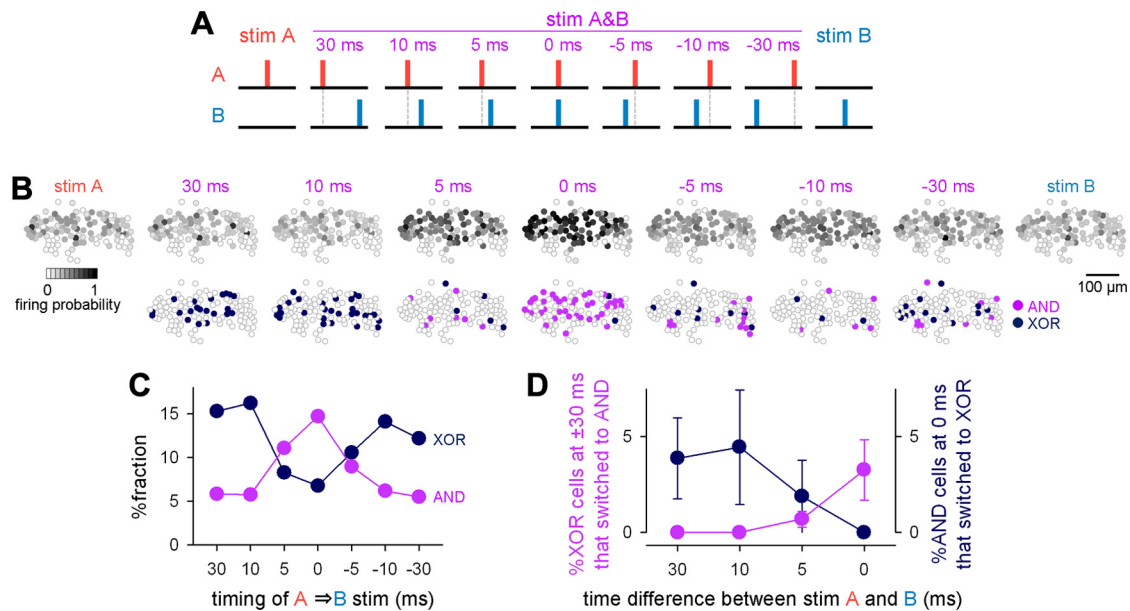 A
stim A&B
stim A
stim B
30 ms 10 ms 5 ms 0 ms -5 ms -10 ms -30 ms
A
B
B
stim A 30 ms 10 ms 5 ms 0 ms -5 ms -10 ms -30 ms stim B
0 1
firing probability
100 µm
AND
XOR
C
%fraction
15
10
5
0
XOR
AND
30 10 5 0 -5 -10 -30
timing of A ⇒B stim (ms)
D
%XOR cells at ±30 ms
that switched to AND
5
0
5
0
%AND cells at 0 ms
that switched to XOR
30 10 5 0
time difference between stim A and B (ms)